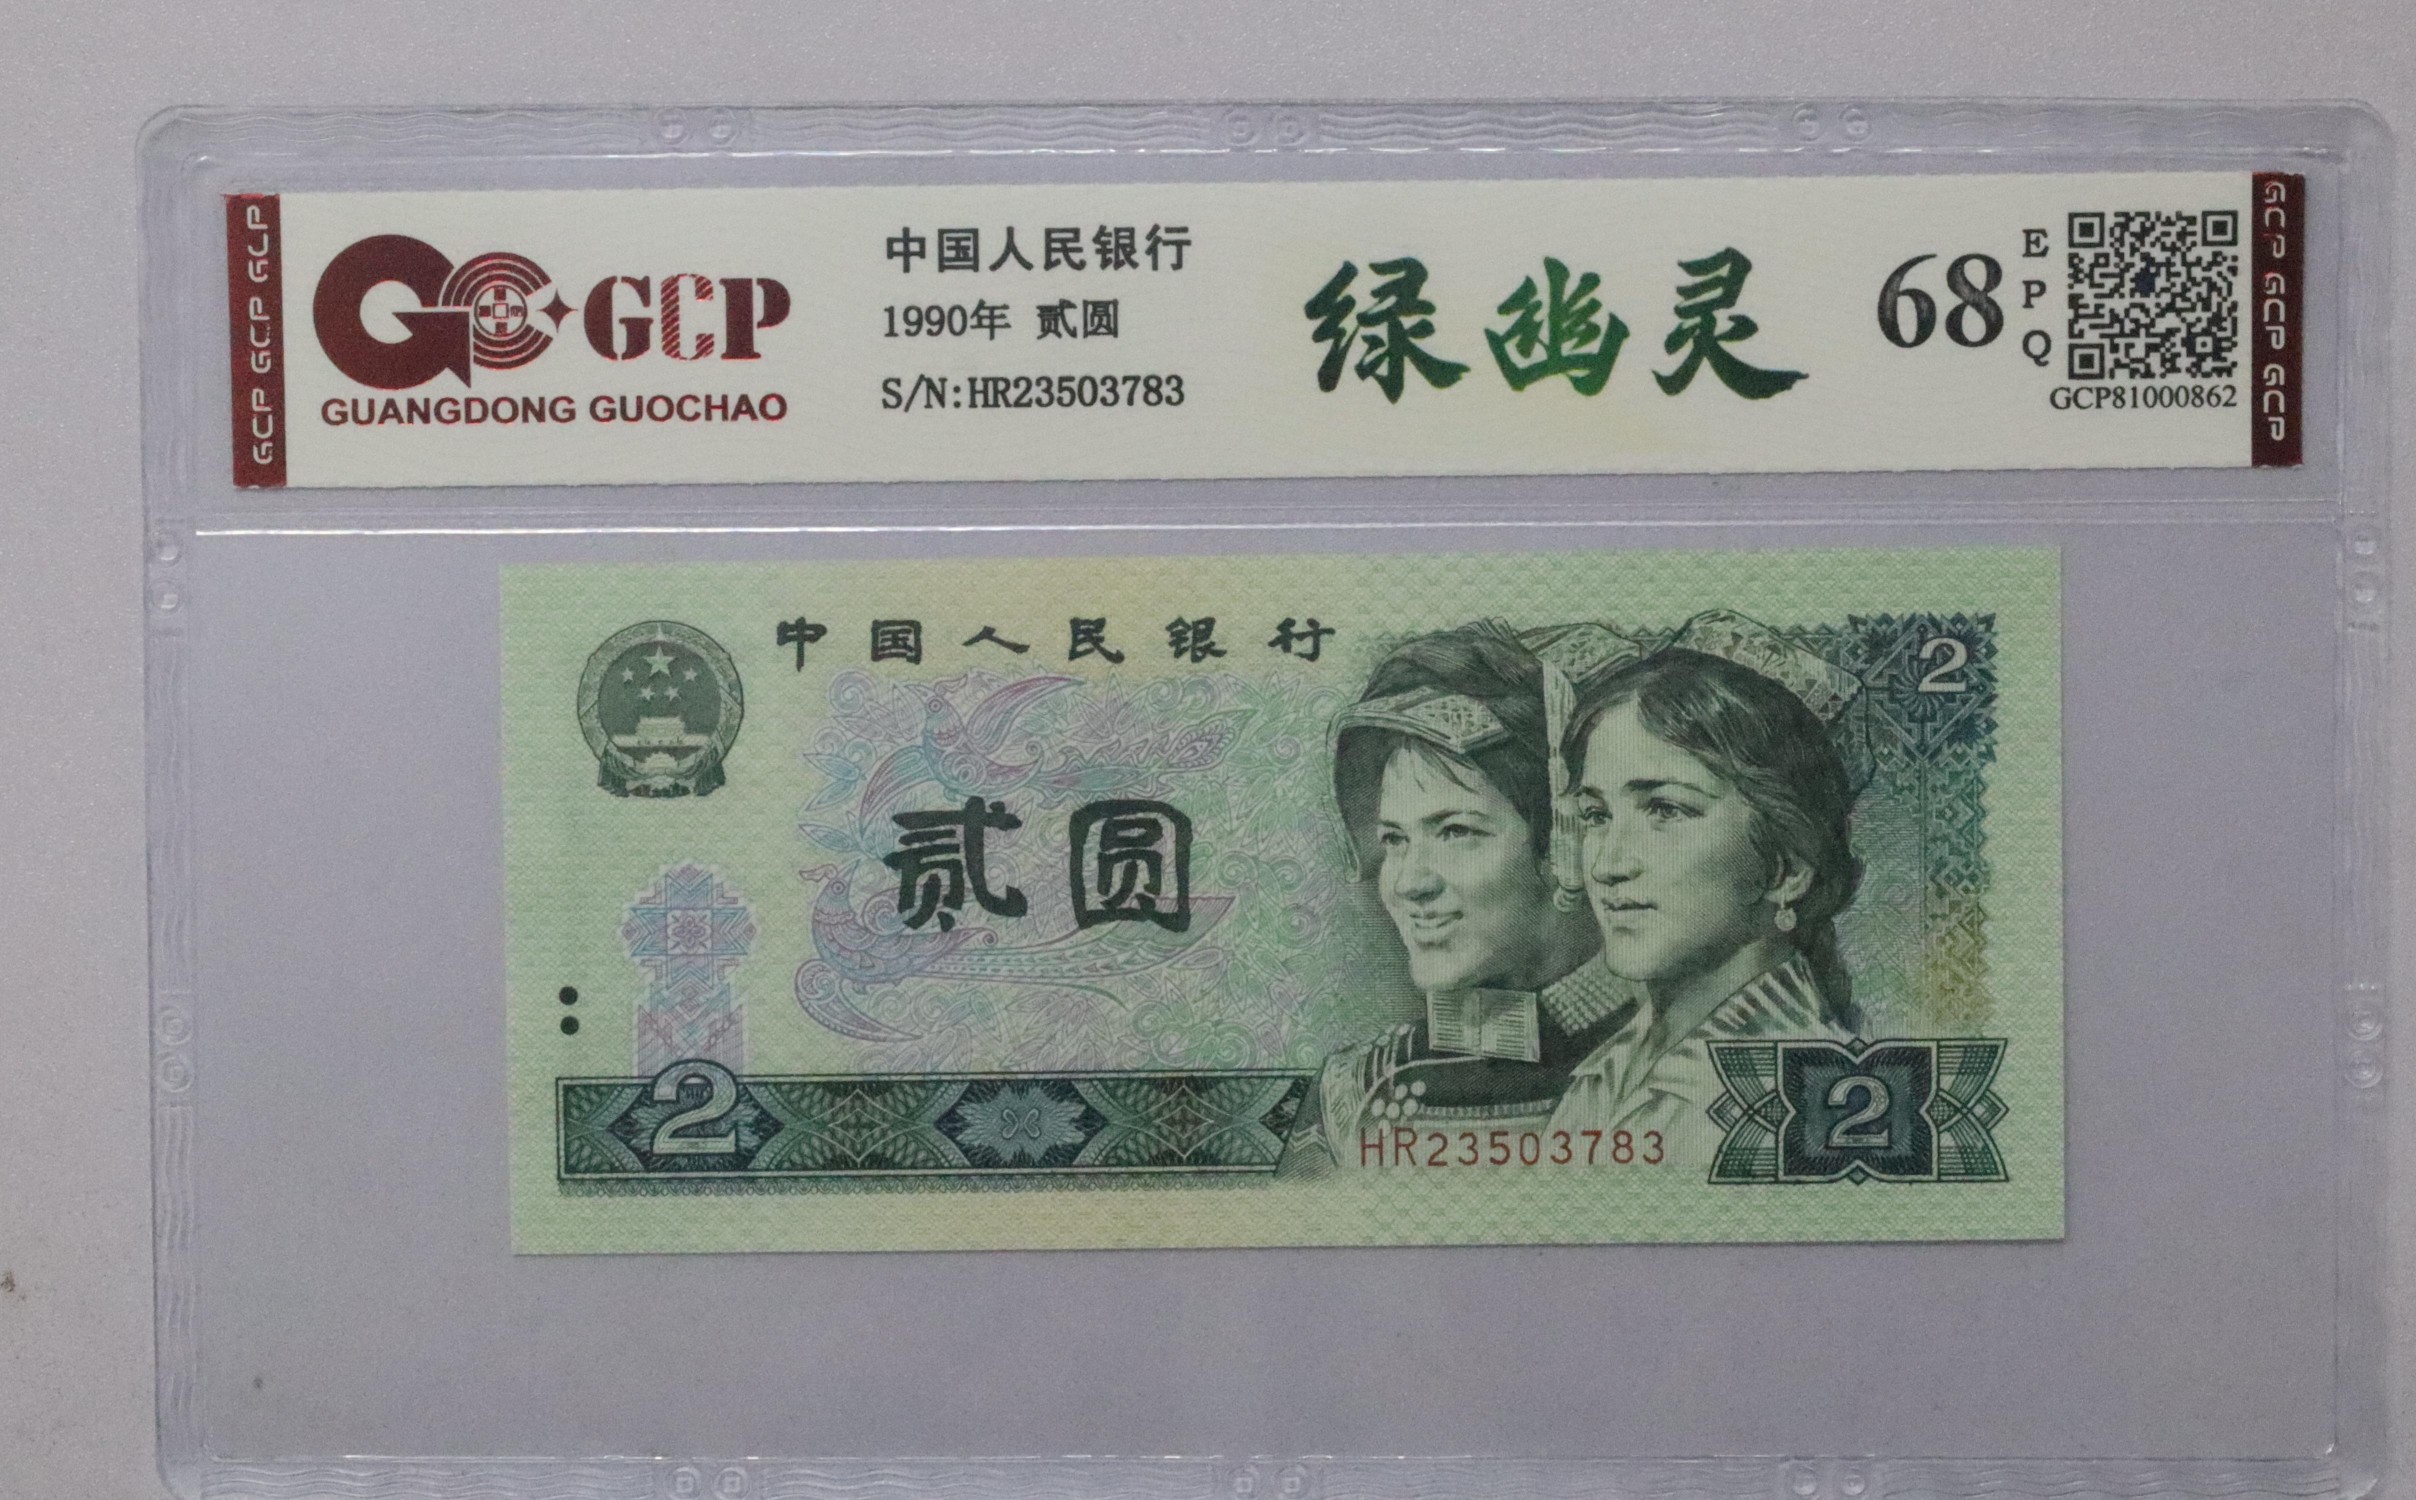 GCP GCP GCP
GCP
GUANGDONG GUOCHAO
中国人民银行
1990年 贰圆
S/N:HR23503783
绿幽灵
68
E
P
Q
GCP81000862
GCP GCP GCP
中国人民银行
2
贰圆
2
HR23503783
2